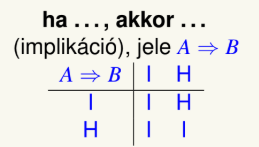 ha ..., akkor ...
(implikáció), jele A ⇒ B
A ⇒ B | I H
I | I H
H | I I